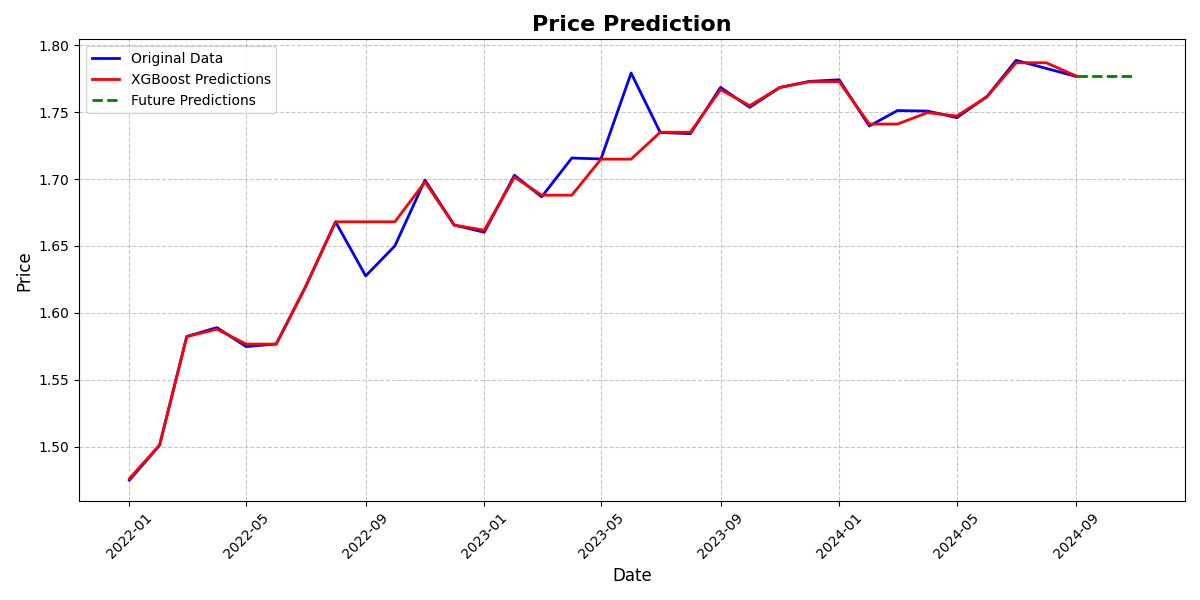 Price Prediction
Original Data
XGBoost Predictions
Future Predictions
Price
1.80
1.75
1.70
1.65
1.60
1.55
1.50
2022-01
2022-05
2022-09
2023-01
2023-05
2023-09
2024-01
2024-05
2024-09
Date